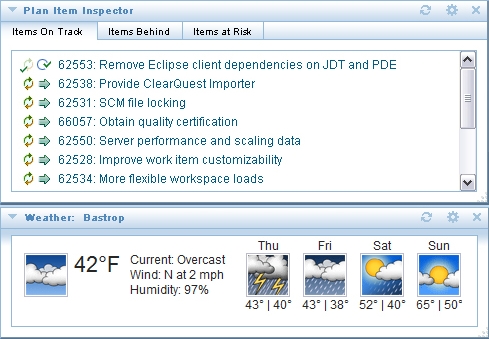 Plan Item Inspector
Items On Track Items Behind Items at Risk
62553: Remove Eclipse client dependencies on JDT and PDE
62538: Provide ClearQuest Importer
62531: SCM file locking
66057: Obtain quality certification
62550: Server performance and scaling data
62528: Improve work item customizability
62534: More flexible workspace loads
Weather: Bastrop
42°F
Current: Overcast
Wind: N at 2 mph
Humidity: 97%
Thu Fri Sat Sun
43° | 40° 43° | 38° 52° | 40° 65° | 50°